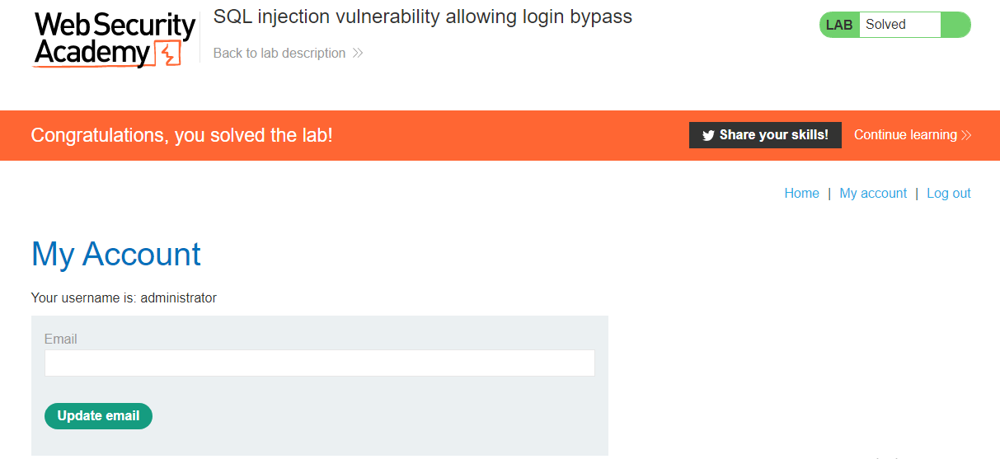 Web Security
Academy
SQL injection vulnerability allowing login bypass
Back to lab description
LAB Solved
Congratulations, you solved the lab!
Share your skills! Continue learning
Home | My account | Log out
My Account
Your username is: administrator
Email
Update email